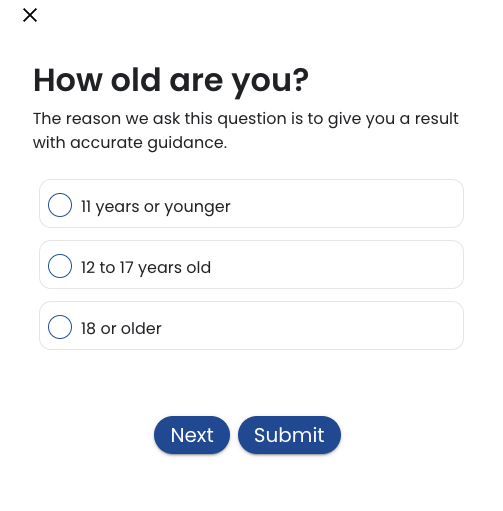 How old are you?
The reason we ask this question is to give you a result
with accurate guidance.
11 years or younger
12 to 17 years old
18 or older
Next Submit